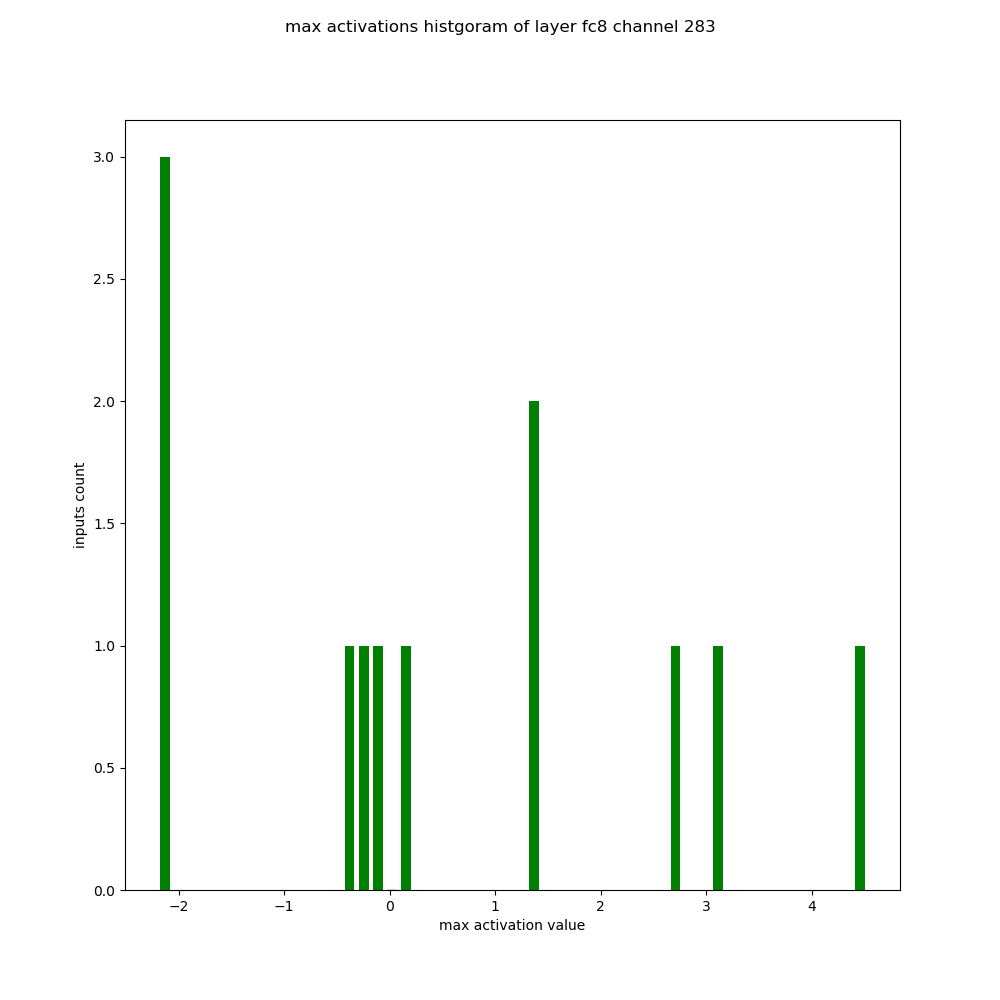 max activations histgoram of layer fc8 channel 283
3.0
2.5
2.0
1.5
1.0
0.5
0.0
inputs count
−2 −1 0 1 2 3 4
max activation value